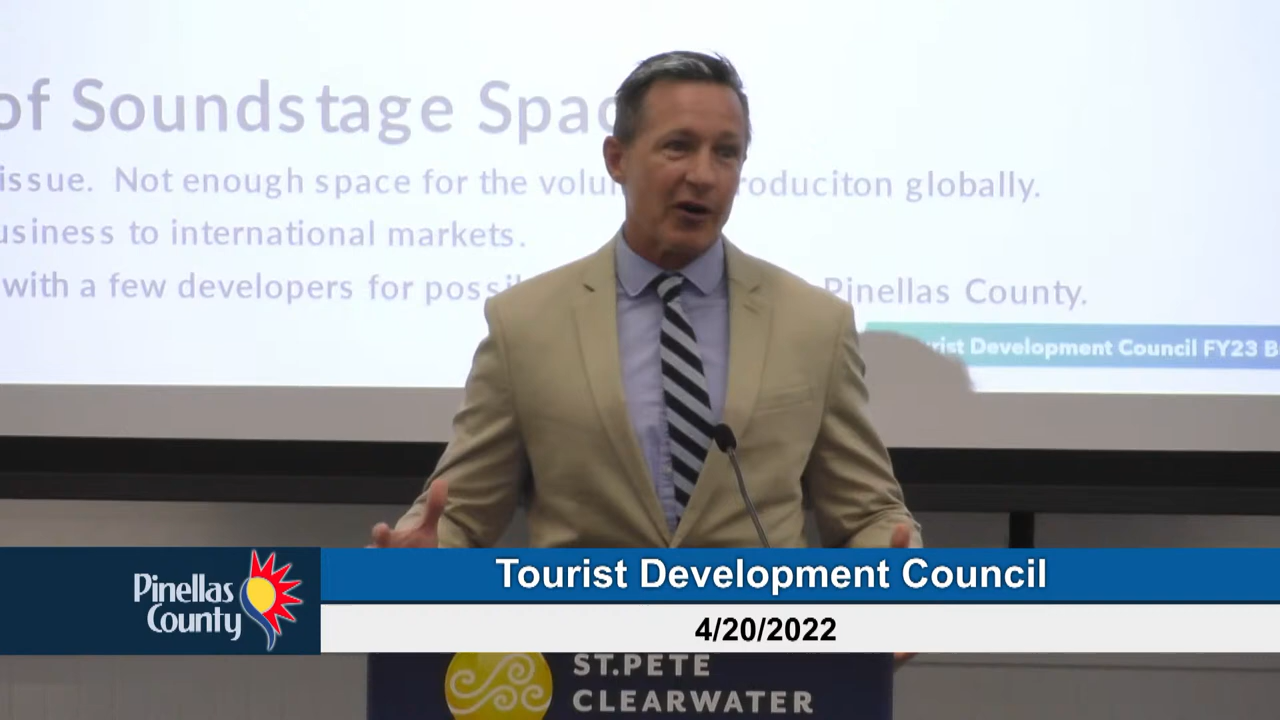 of Soundstage Spac
issue. Not enough space for the volu roduciton globally.
usiness to international markets.
with a few developers for possi Pinellas County.
rist Development Council FY23 B
Pinellas
County
Tourist Development Council
4/20/2022
ST.PETE
CLEARWATER